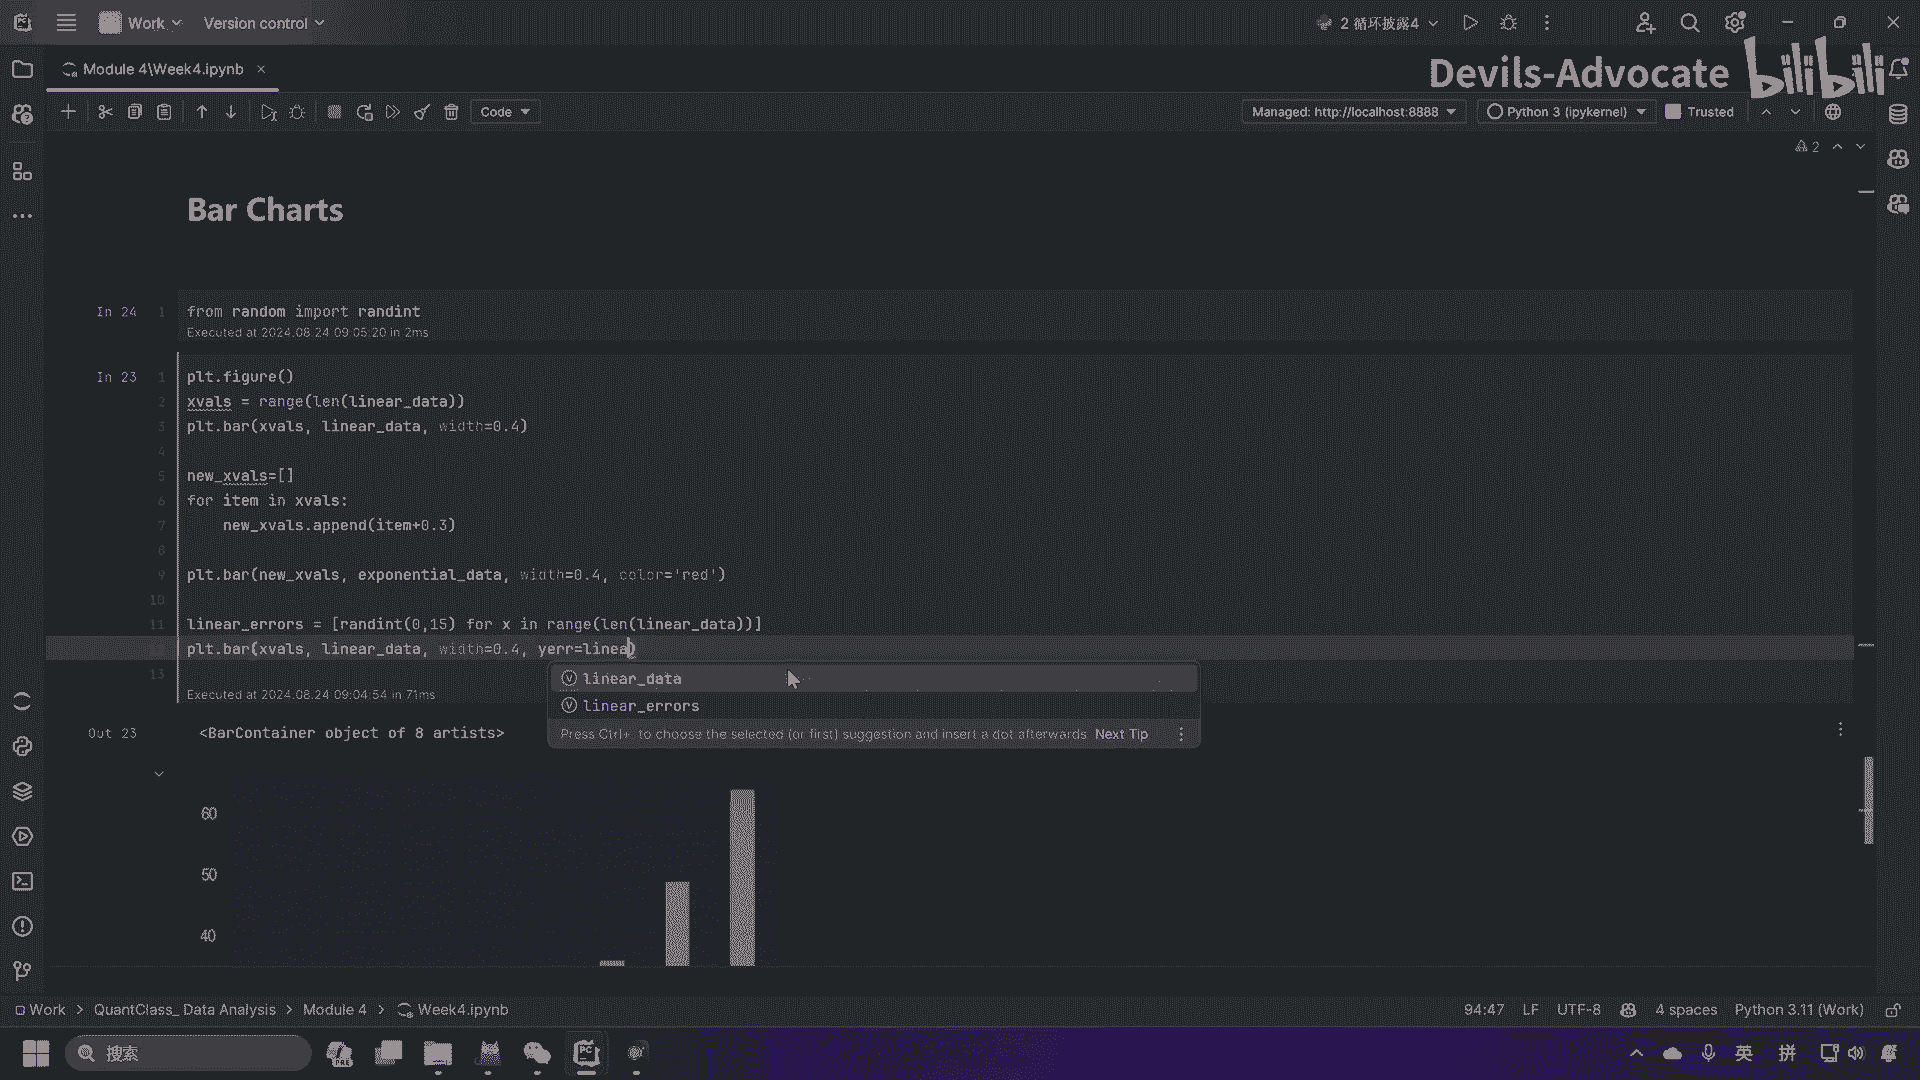 Work
Version control
2 循环披露4
Module 4\Week4.ipynb
Devils-Advocate
bilibili
Code
Managed: http://localhost:8888
Python 3 (ipykernel)
Trusted
2
Bar Charts
In 24
1 from random import randint
Executed at 2024.08.24 09:05:20 in 2ms
In 23
1 plt.figure()
2 xvals = range(len(linear_data))
3 plt.bar(xvals, linear_data, width=0.4)
4
5 new_xvals=[]
6 for item in xvals:
7 new_xvals.append(item+0.3)
8
9 plt.bar(new_xvals, exponential_data, width=0.4, color='red')
10
11 linear_errors = [randint(0,15) for x in range(len(linear_data))]
plt.bar(xvals, linear_data, width=0.4, yerr=linea)
13
linear_data
linear_errors
Press Ctrl+. to choose the selected (or first) suggestion and insert a dot afterwards Next Tip
Executed at 2024.08.24 09:04:54 in 71ms
Out 23
<BarContainer object of 8 artists>
60
50
40
Work > QuantClass_ Data Analysis > Module 4 > Week4.ipynb
94:47 LF UTF-8 4 spaces Python 3.11 (Work)
搜索
英
拼